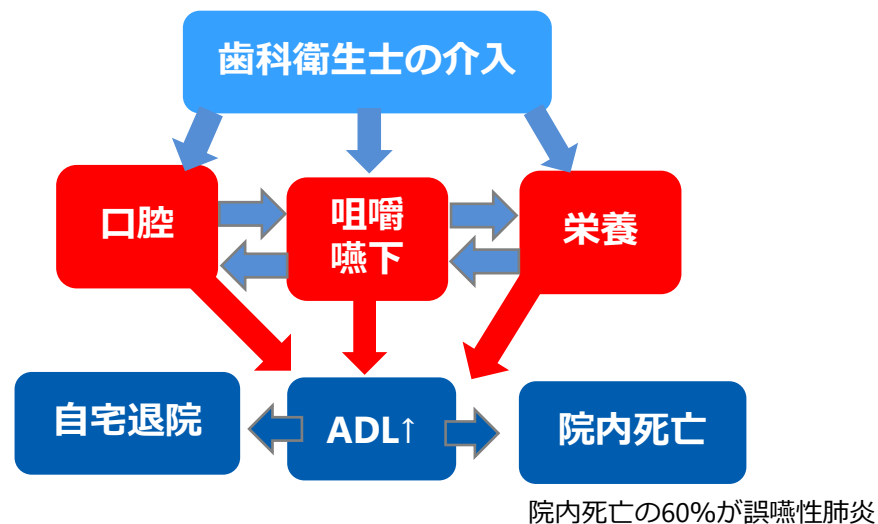 歯科衛生士の介入
口腔
咀嚼
嚥下
栄養
自宅退院
ADL↑
院内死亡
院内死亡の60%が誤嚥性肺炎